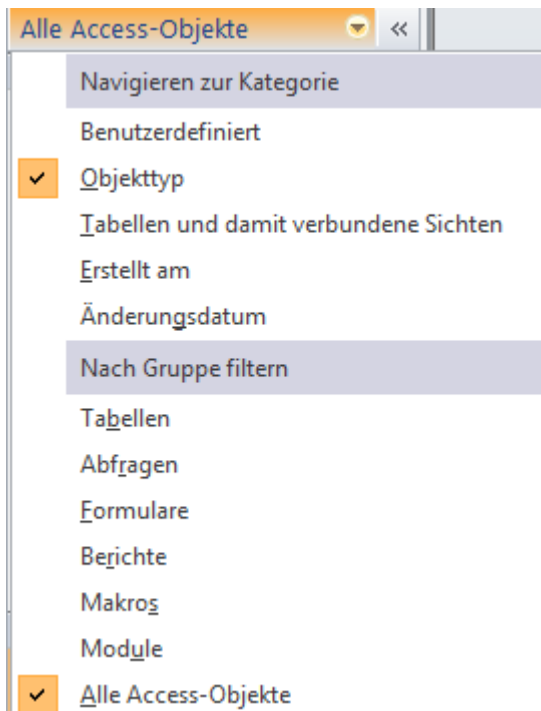 Alle Access-Objekte
Navigieren zur Kategorie
Benutzerdefiniert
Objekttyp
Tabellen und damit verbundene Sichten
Erstellt am
Änderungsdatum
Nach Gruppe filtern
Tabellen
Abfragen
Formulare
Berichte
Makros
Module
Alle Access-Objekte